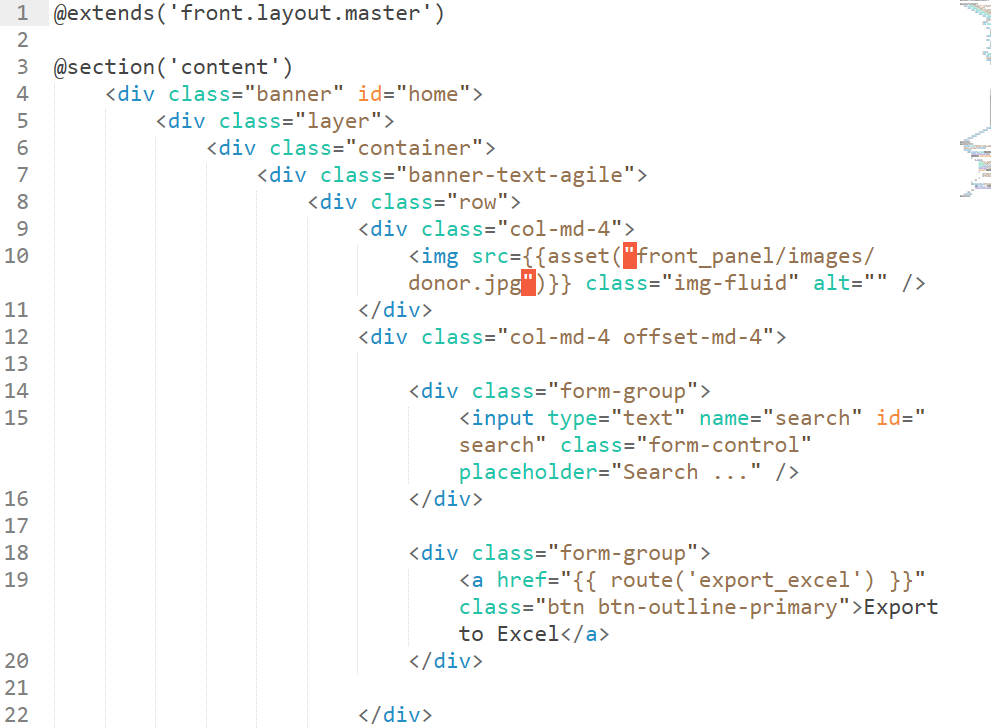 1 @extends('front.layout.master')
2
3 @section('content')
4 <div class="banner" id="home">
5 <div class="layer">
6 <div class="container">
7 <div class="banner-text-agile">
8 <div class="row">
9 <div class="col-md-4">
10 <img src={{asset("front_panel/images/
donor.jpg")}} class="img-fluid" alt="" />
11 </div>
12 <div class="col-md-4 offset-md-4">
13
14 <div class="form-group">
15 <input type="text" name="search" id="
search" class="form-control"
placeholder="Search ..." />
16 </div>
17
18 <div class="form-group">
19 <a href="{{ route('export_excel') }}"
class="btn btn-outline-primary">Export
to Excel</a>
20 </div>
21
22 </div>